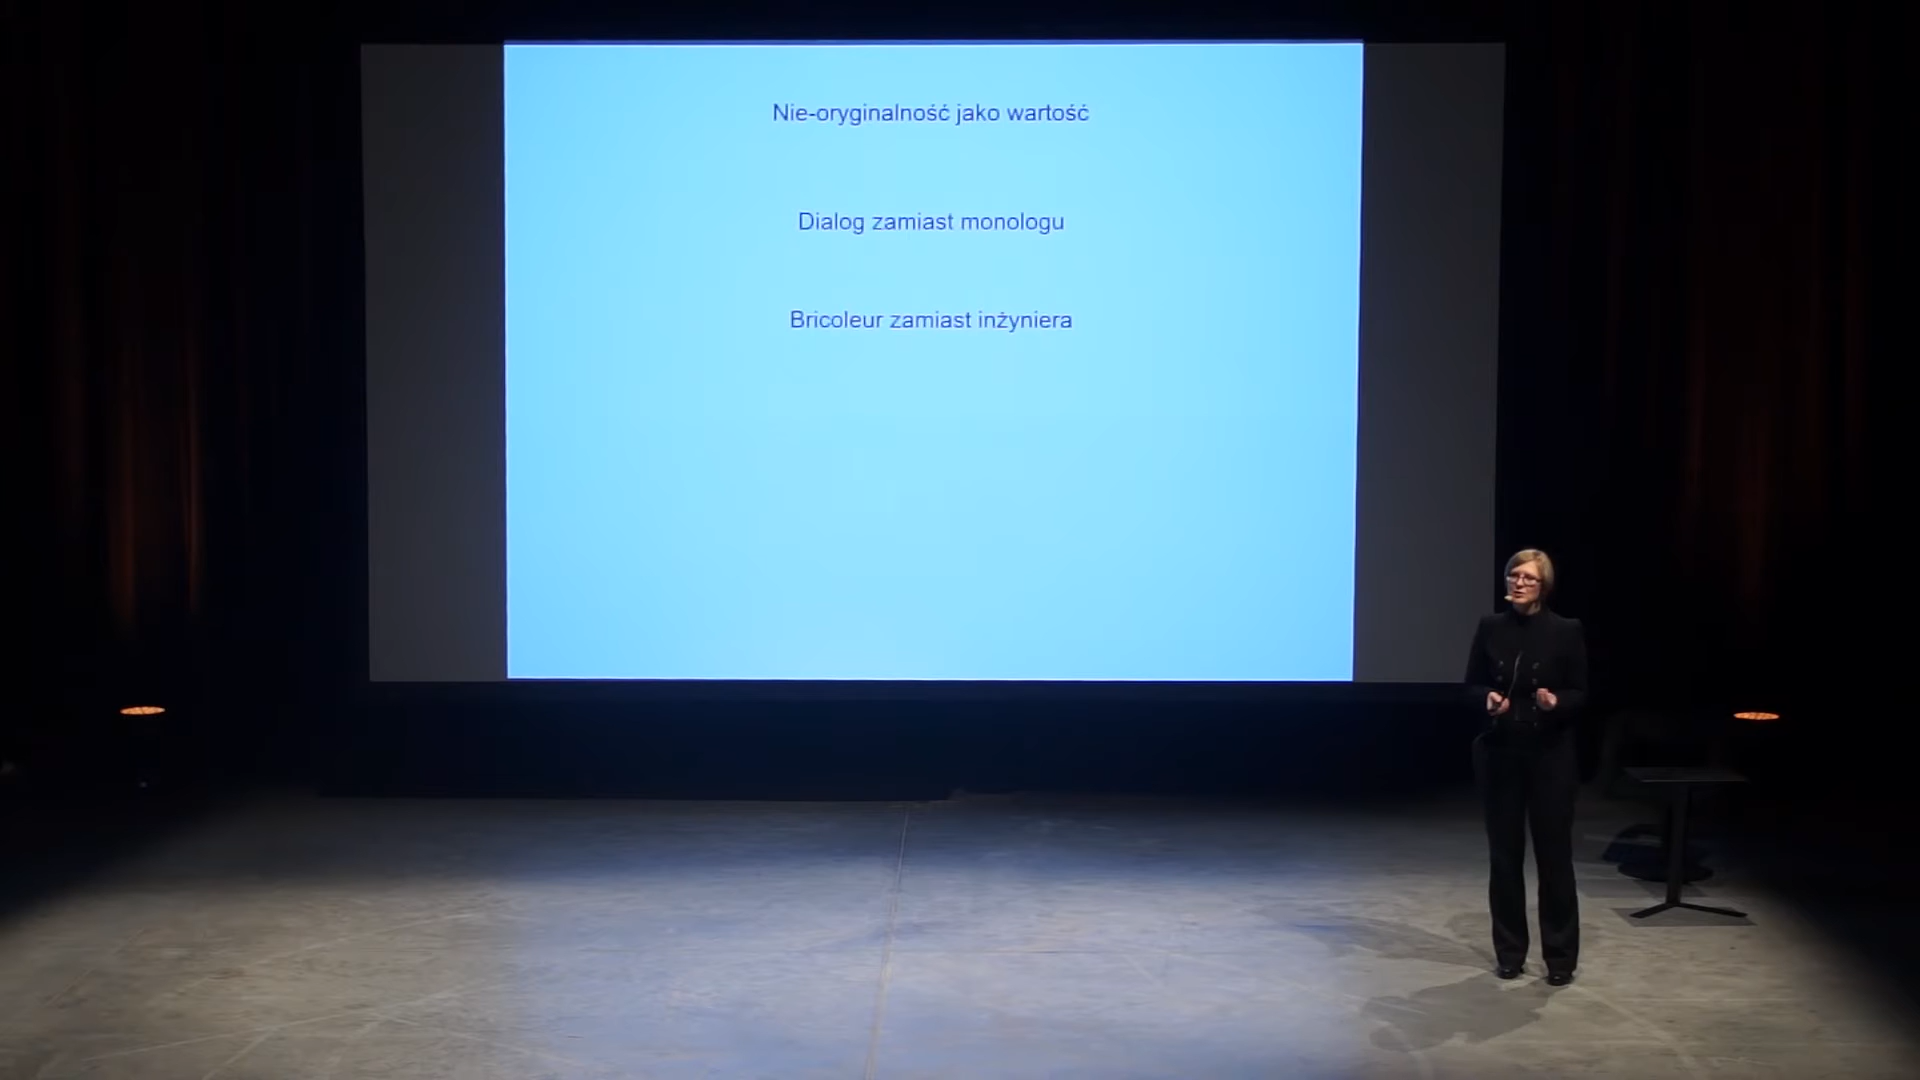 Nie-oryginalność jako wartość
Dialog zamiast monologu
Bricoleur zamiast inżyniera